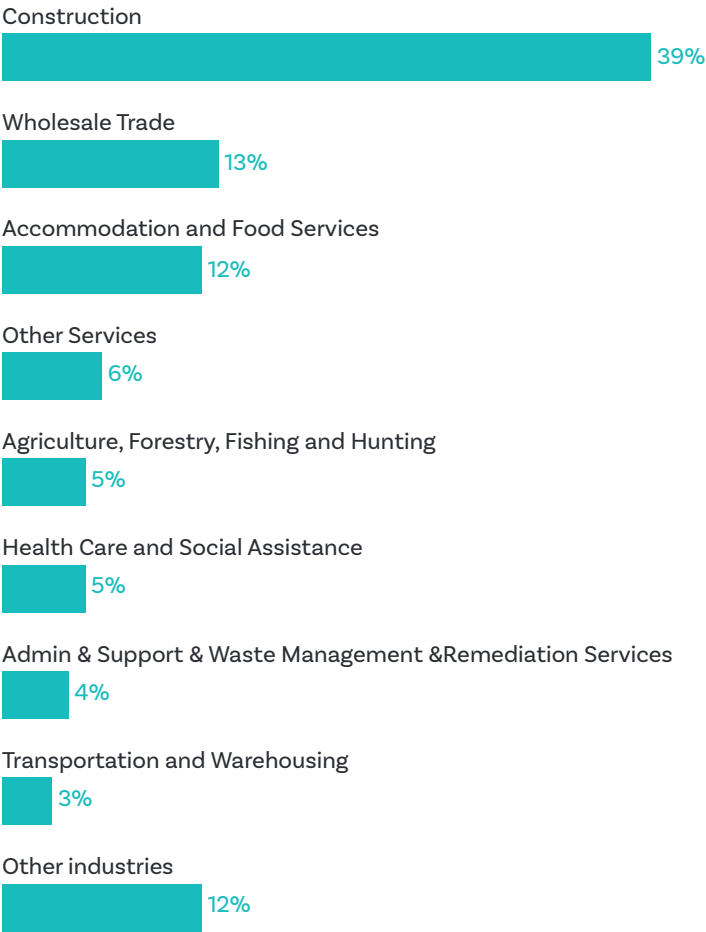 Construction
39%
Wholesale Trade
13%
Accommodation and Food Services
12%
Other Services
6%
Agriculture, Forestry, Fishing and Hunting
5%
Health Care and Social Assistance
5%
Admin & Support & Waste Management &Remediation Services
4%
Transportation and Warehousing
3%
Other industries
12%